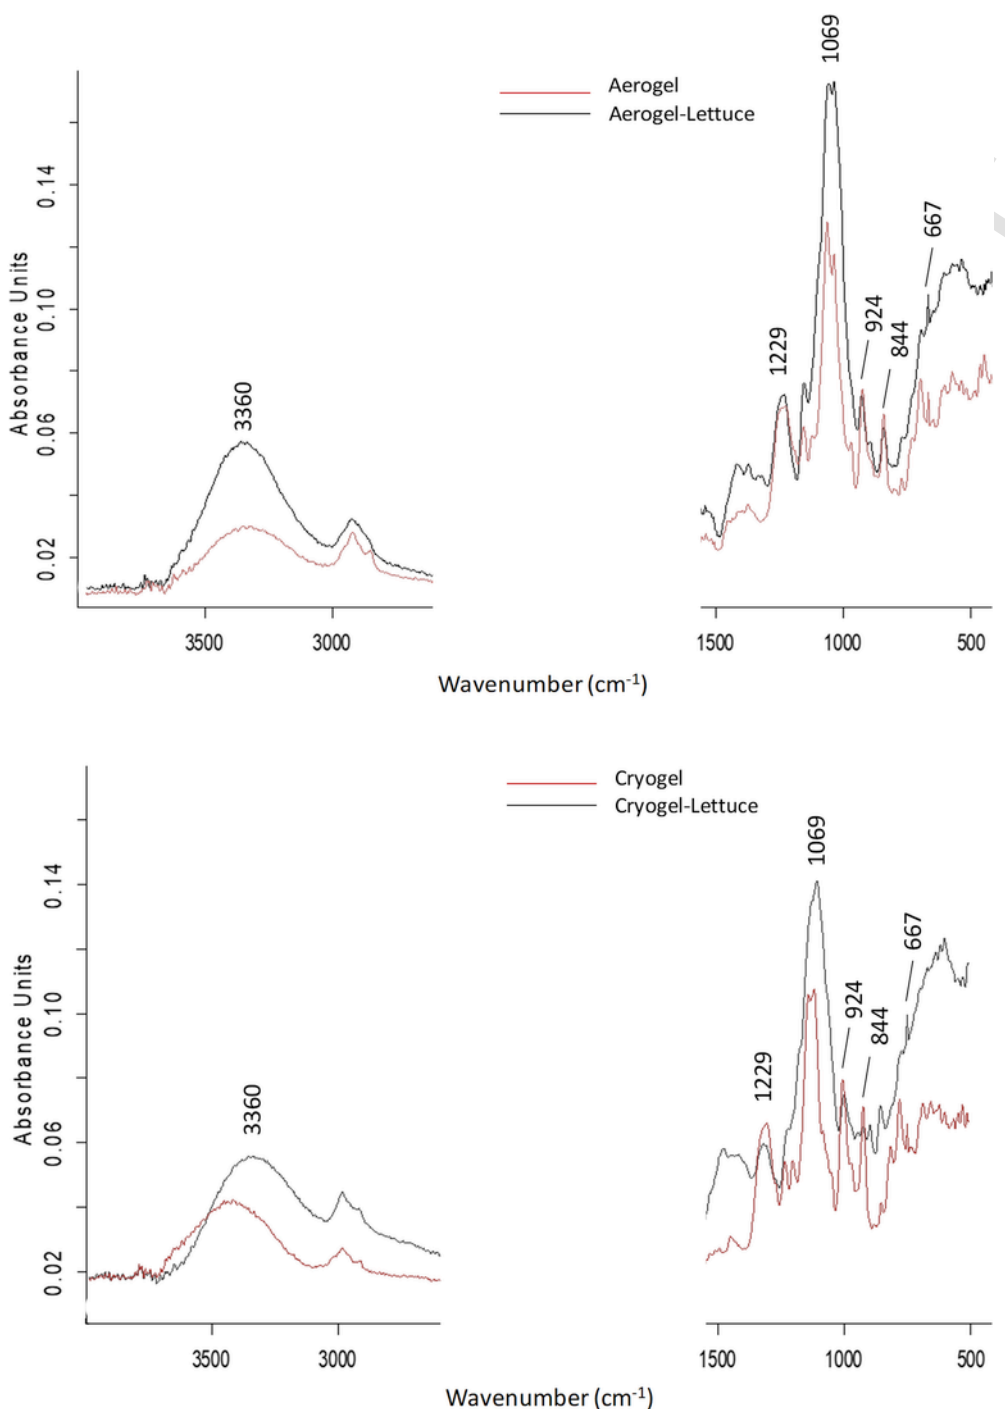 1069
Aerogel
Aerogel-Lettuce
0.14
667
Absorbance Units
0.10
924
844
1229
3360
0.06
0.02
3500 3000 1500 1000 500
Wavenumber (cm⁻¹)
Cryogel
Cryogel-Lettuce
1069
0.14
667
Absorbance Units
0.10
924
844
1229
3360
0.06
0.02
3500 3000 1500 1000 500
Wavenumber (cm⁻¹)